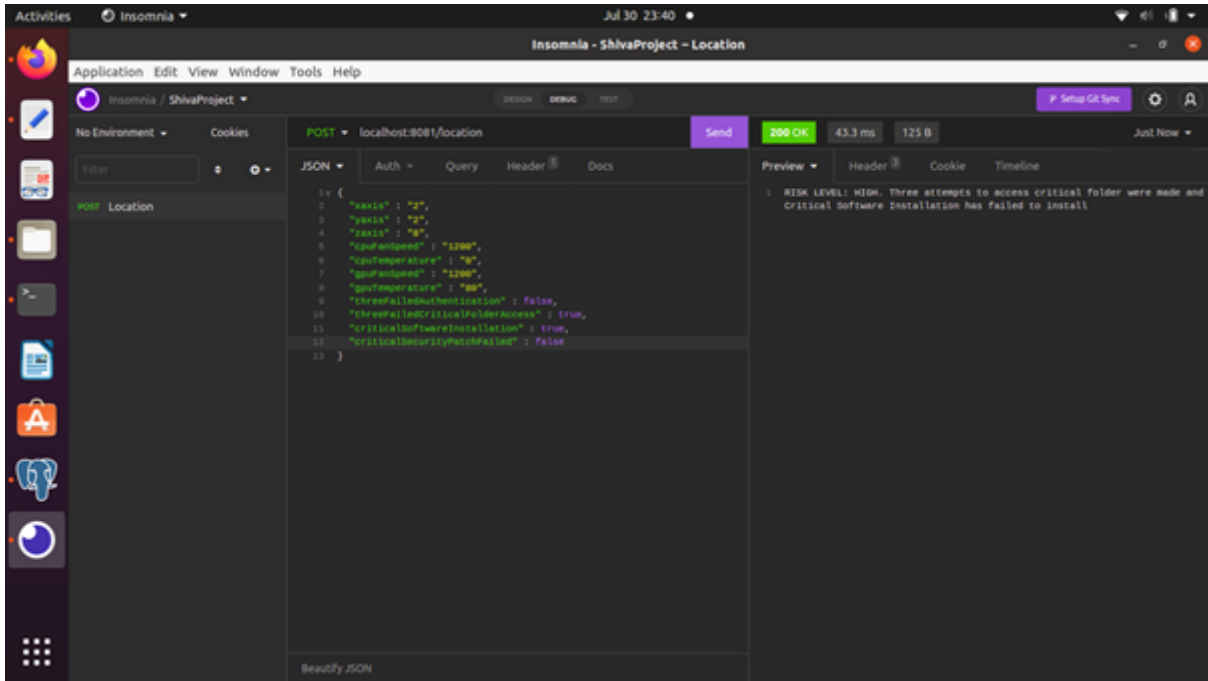 Activities Insomnia Jul 30 23:40
Insomnia - ShivaProject – Location
Application Edit View Window Tools Help
Insomnia / ShivaProject DESIGN DEBUG TEST Setup Git Sync
No Environment Cookies POST localhost:8081/location Send 200 OK 43.3 ms 125 B Just Now
Filter JSON Auth Query Header 1 Docs Preview Header 3 Cookie Timeline
POST Location
1 {
2 "xaxis" : "2",
3 "yaxis" : "2",
4 "zaxis" : "0",
5 "cpuFanSpeed" : "1200",
6 "cpuTemperature" : "0",
7 "gpuFanSpeed" : "1200",
8 "gpuTemperature" : "80",
9 "threeFailedAuthentication" : false,
10 "threeFailedCriticalFolderAccess" : true,
11 "criticalSoftwareInstallation" : true,
12 "criticalSecurityPatchFailed" : false
13 }
1 RISK LEVEL: HIGH. Three attempts to access critical folder were made and
Critical Software Installation has failed to install
Beautify JSON